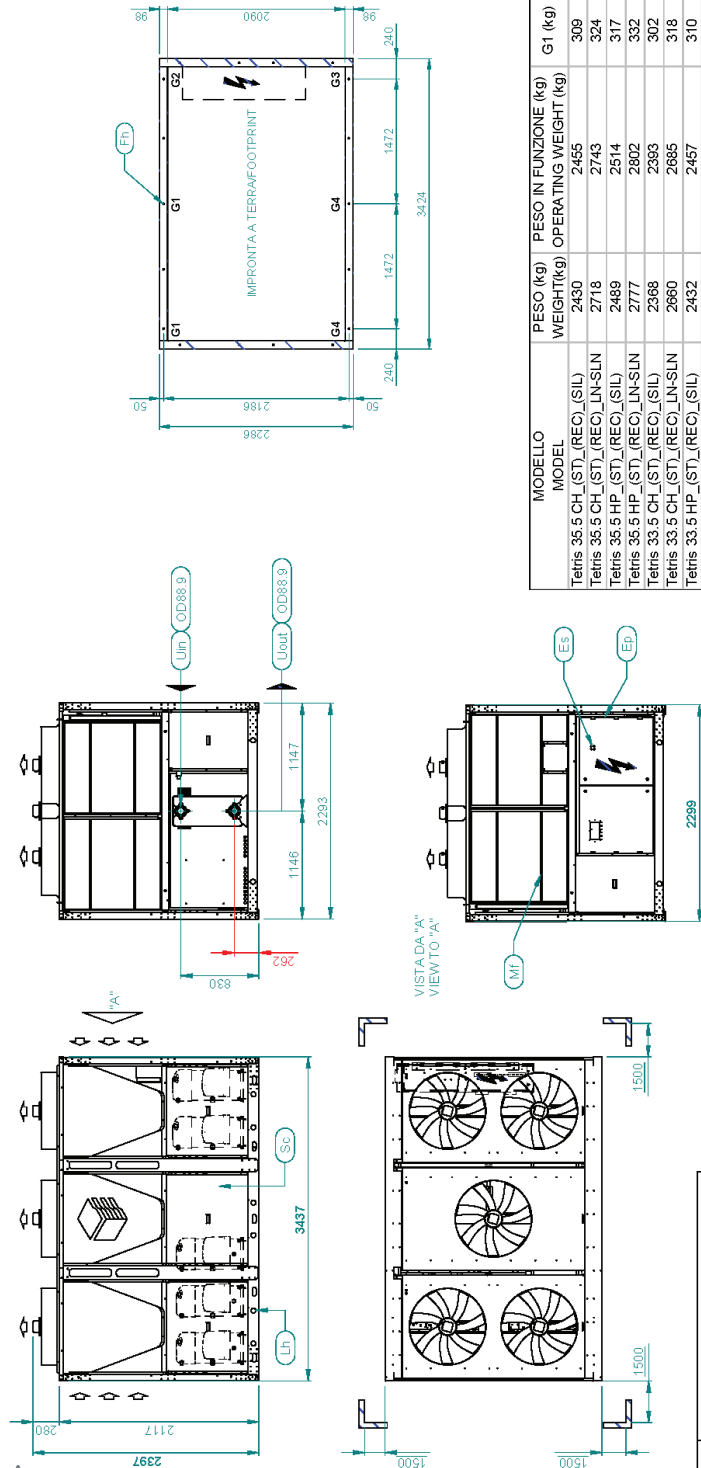 280
2117
2397
"A"
Sc
Lh
3437
830
262
1146
1147
2293
Uin
OD88.9
Uout
OD88.9
98
2090
98
Fh
G1
G1
G2
G4
G4
G3
IMPRONTA A TERRA/FOOTPRINT
50
2186
50
2286
240
1472
1472
240
3424
1500
1500
1500
1500
VISTA DA "A"
VIEW TO "A"
Mf
Es
Ep
2299
MODELLO PESO (kg) PESO IN FUNZIONE (kg) G1 (kg)
MODEL WEIGHT(kg) OPERATING WEIGHT (kg)
Tetris 35.5 CH_(ST)_(REC)_(SIL) 2430 2455 309
Tetris 35.5 CH_(ST)_(REC)_LN-SLN 2718 2743 324
Tetris 35.5 HP_(ST)_(REC)_(SIL) 2489 2514 317
Tetris 35.5 HP_(ST)_(REC)_LN-SLN 2777 2802 332
Tetris 33.5 CH_(ST)_(REC)_(SIL) 2368 2393 302
Tetris 33.5 CH_(ST)_(REC)_LN-SLN 2660 2685 318
Tetris 33.5 HP_(ST)_(REC)_(SIL) 2432 2457 310